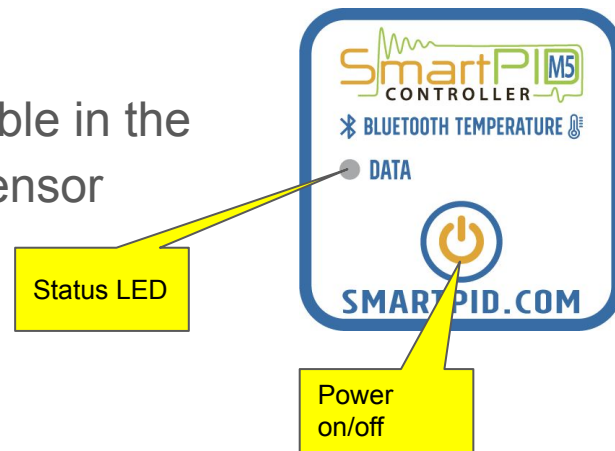 ble in the
ensor
Status LED
SmartPID M5
CONTROLLER
BLUETOOTH TEMPERATURE
DATA
SMARTPID.COM
Power
on/off